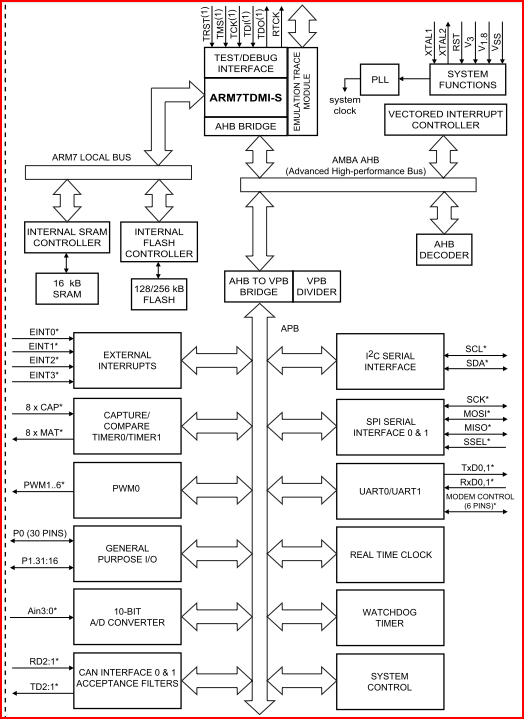 TRST(1)
TMS(1)
TCK(1)
TDI(1)
TDO(1)
RTCK
XTAL1
XTAL2
RST
V3
V1.8
VSS
TEST/DEBUG
INTERFACE
EMULATION TRACE
MODULE
ARM7TDMI-S
AHB BRIDGE
PLL
SYSTEM
FUNCTIONS
system
clock
VECTORED INTERRUPT
CONTROLLER
ARM7 LOCAL BUS
AMBA AHB
(Advanced High-performance Bus)
INTERNAL SRAM
CONTROLLER
INTERNAL
FLASH
CONTROLLER
AHB
DECODER
16 kB
SRAM
128/256 kB
FLASH
AHB TO VPB
BRIDGE
VPB
DIVIDER
APB
EINT0*
EINT1*
EINT2*
EINT3*
EXTERNAL
INTERRUPTS
I2C SERIAL
INTERFACE
SCL*
SDA*
8 x CAP*
8 x MAT*
CAPTURE/
COMPARE
TIMER0/TIMER1
SPI SERIAL
INTERFACE 0 & 1
SCK*
MOSI*
MISO*
SSEL*
PWM1..6*
PWM0
UART0/UART1
TxD0,1*
RxD0,1*
MODEM CONTROL
(6 PINS)*
P0 (30 PINS)
P1.31:16
GENERAL
PURPOSE I/O
REAL TIME CLOCK
Ain3:0*
10-BIT
A/D CONVERTER
WATCHDOG
TIMER
RD2:1*
TD2:1*
CAN INTERFACE 0 & 1
ACCEPTANCE FILTERS
SYSTEM
CONTROL